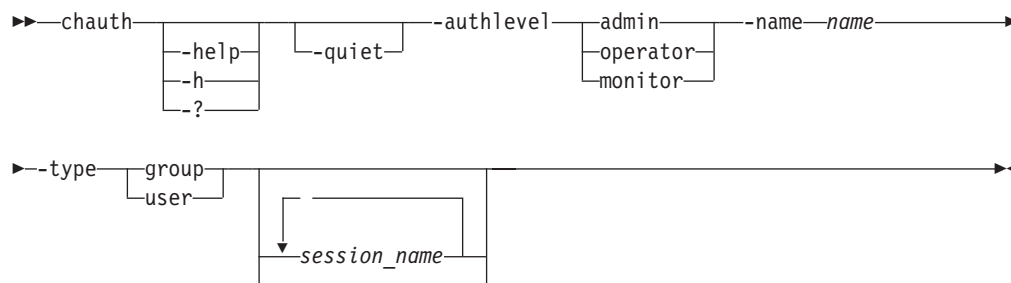 chauth -authlevel admin -name name
-help -quiet operator
-h monitor
-?
-type group
user
session_name